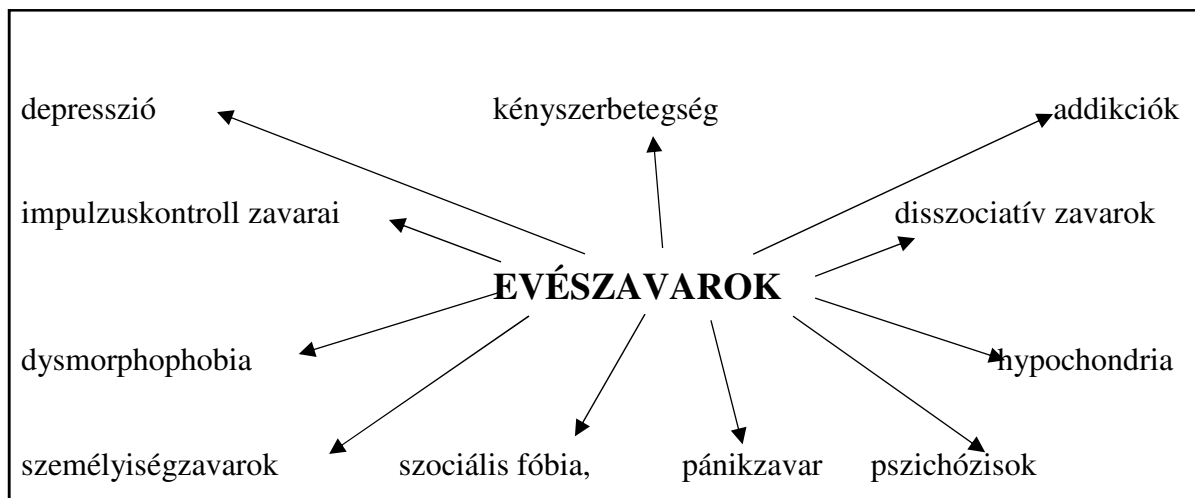 depresszió kényszerbetegség addikciók
impulzuskontroll zavarai disszociatív zavarok
EVÉSZAVAROK
dysmorphophobia hypochondria
személyiségzavarok szociális fóbia, pánikzavar pszichózisok